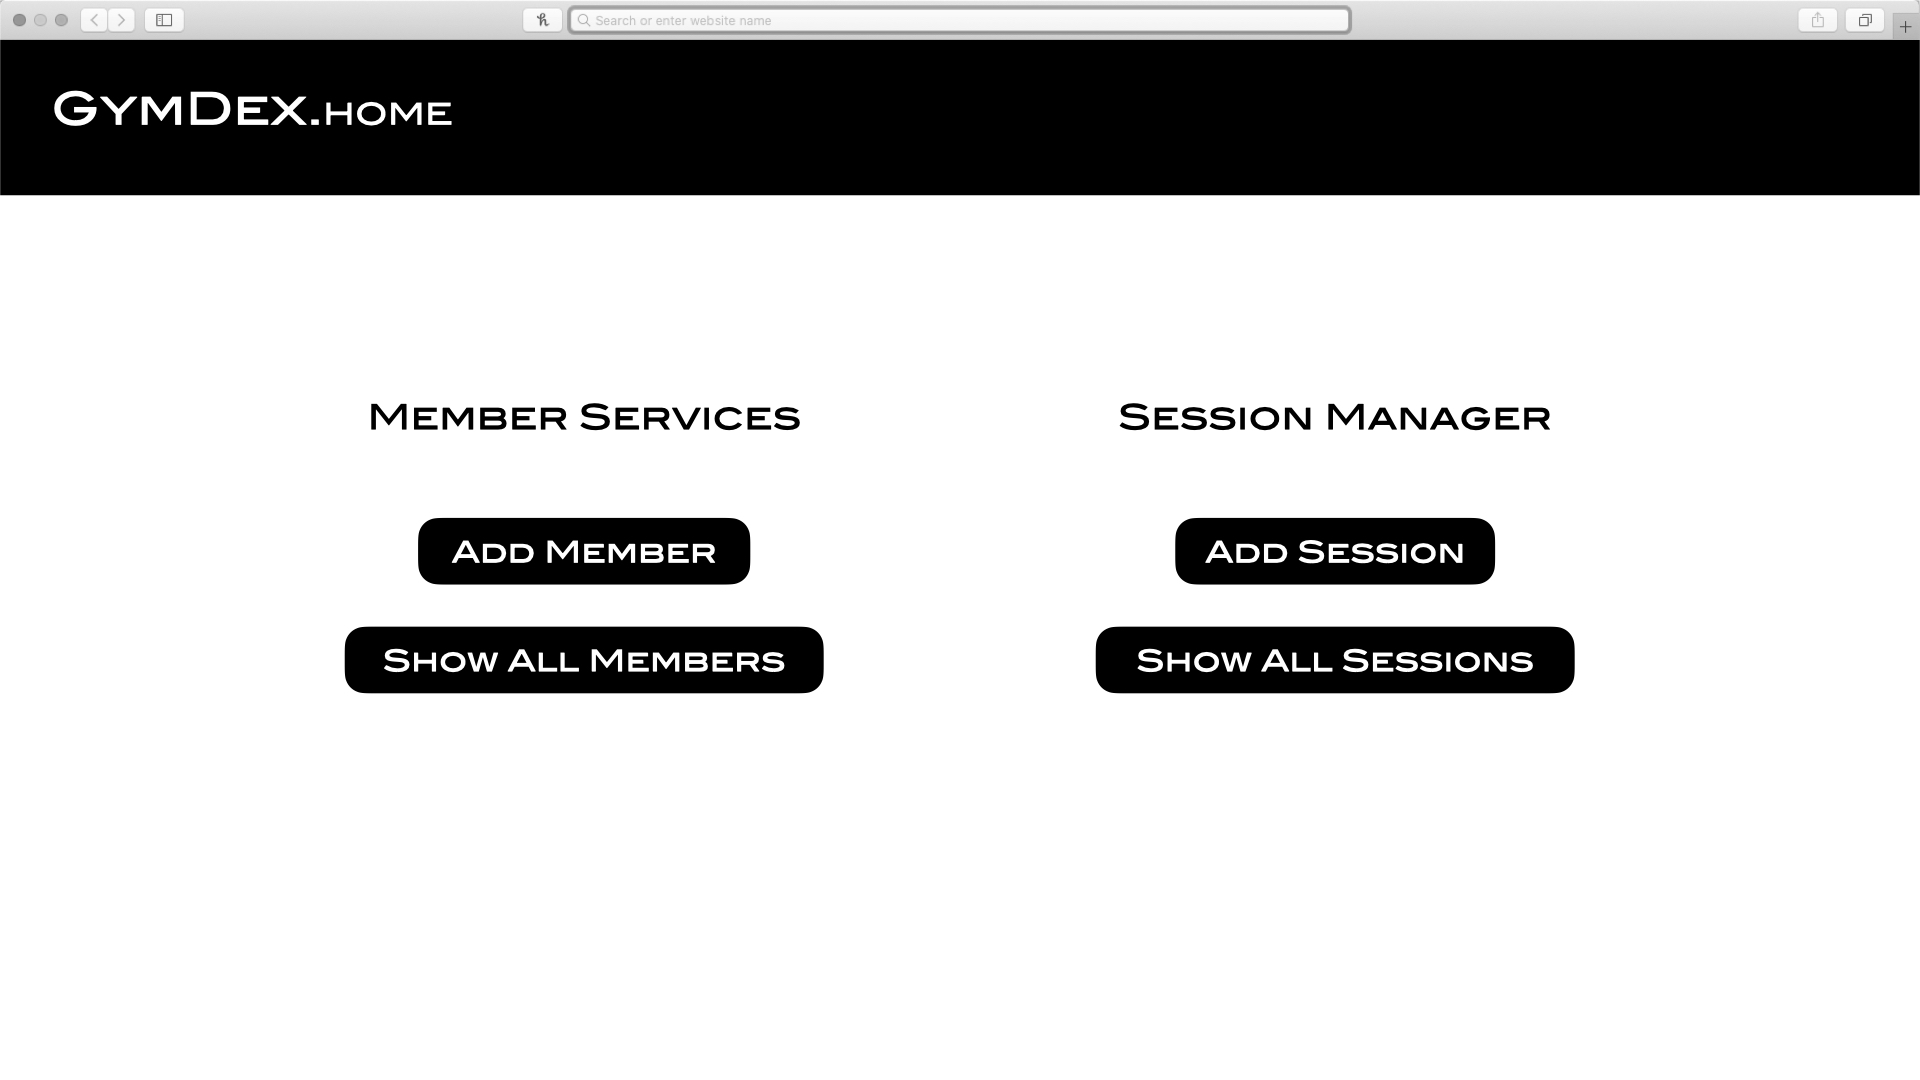 Search or enter website name
GymDex.home
Member Services
Session Manager
Add Member
Add Session
Show All Members
Show All Sessions